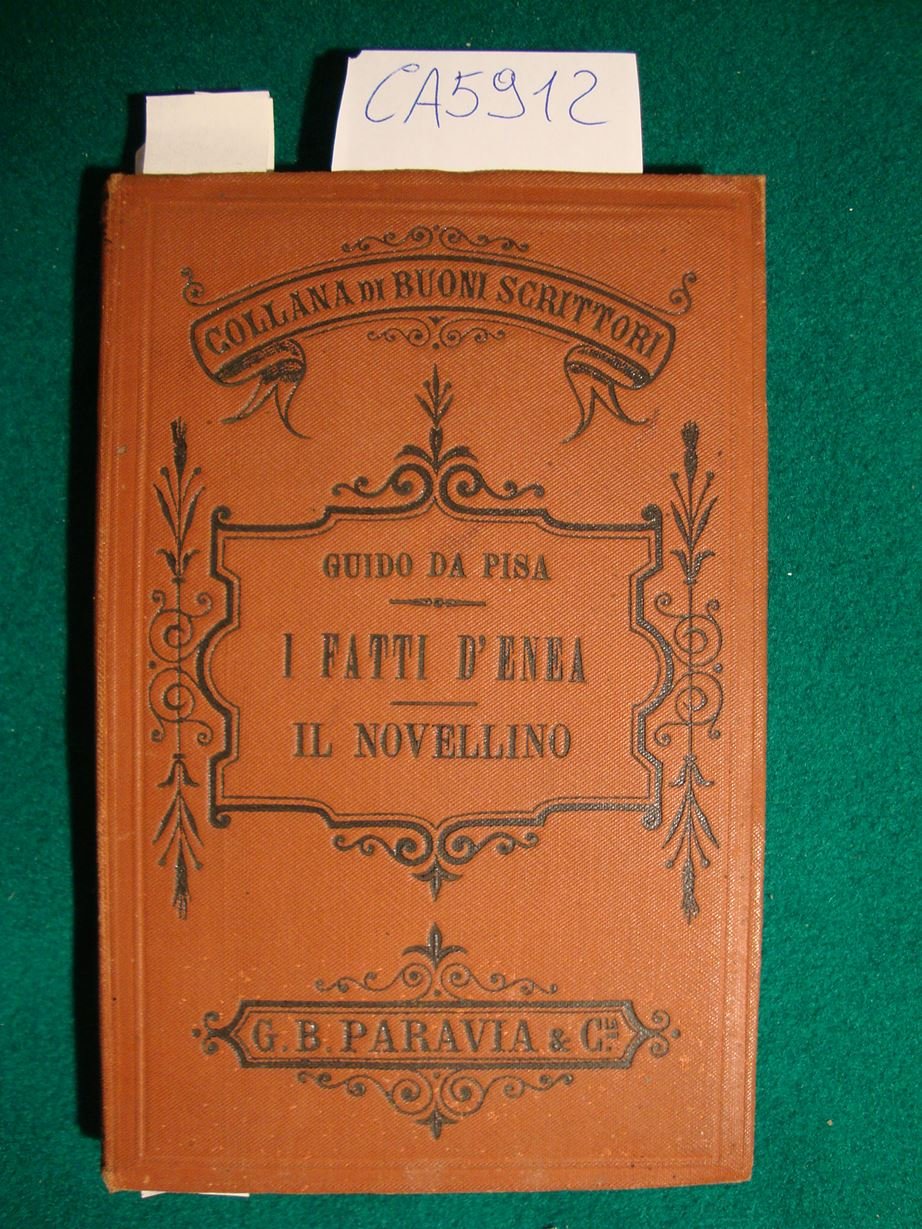 CA5912
COLLANA DI BUONI SCRITTORI
GUIDO DA PISA
I FATTI D'ENEA
IL NOVELLINO
G. B. PARAVIA & C.ia